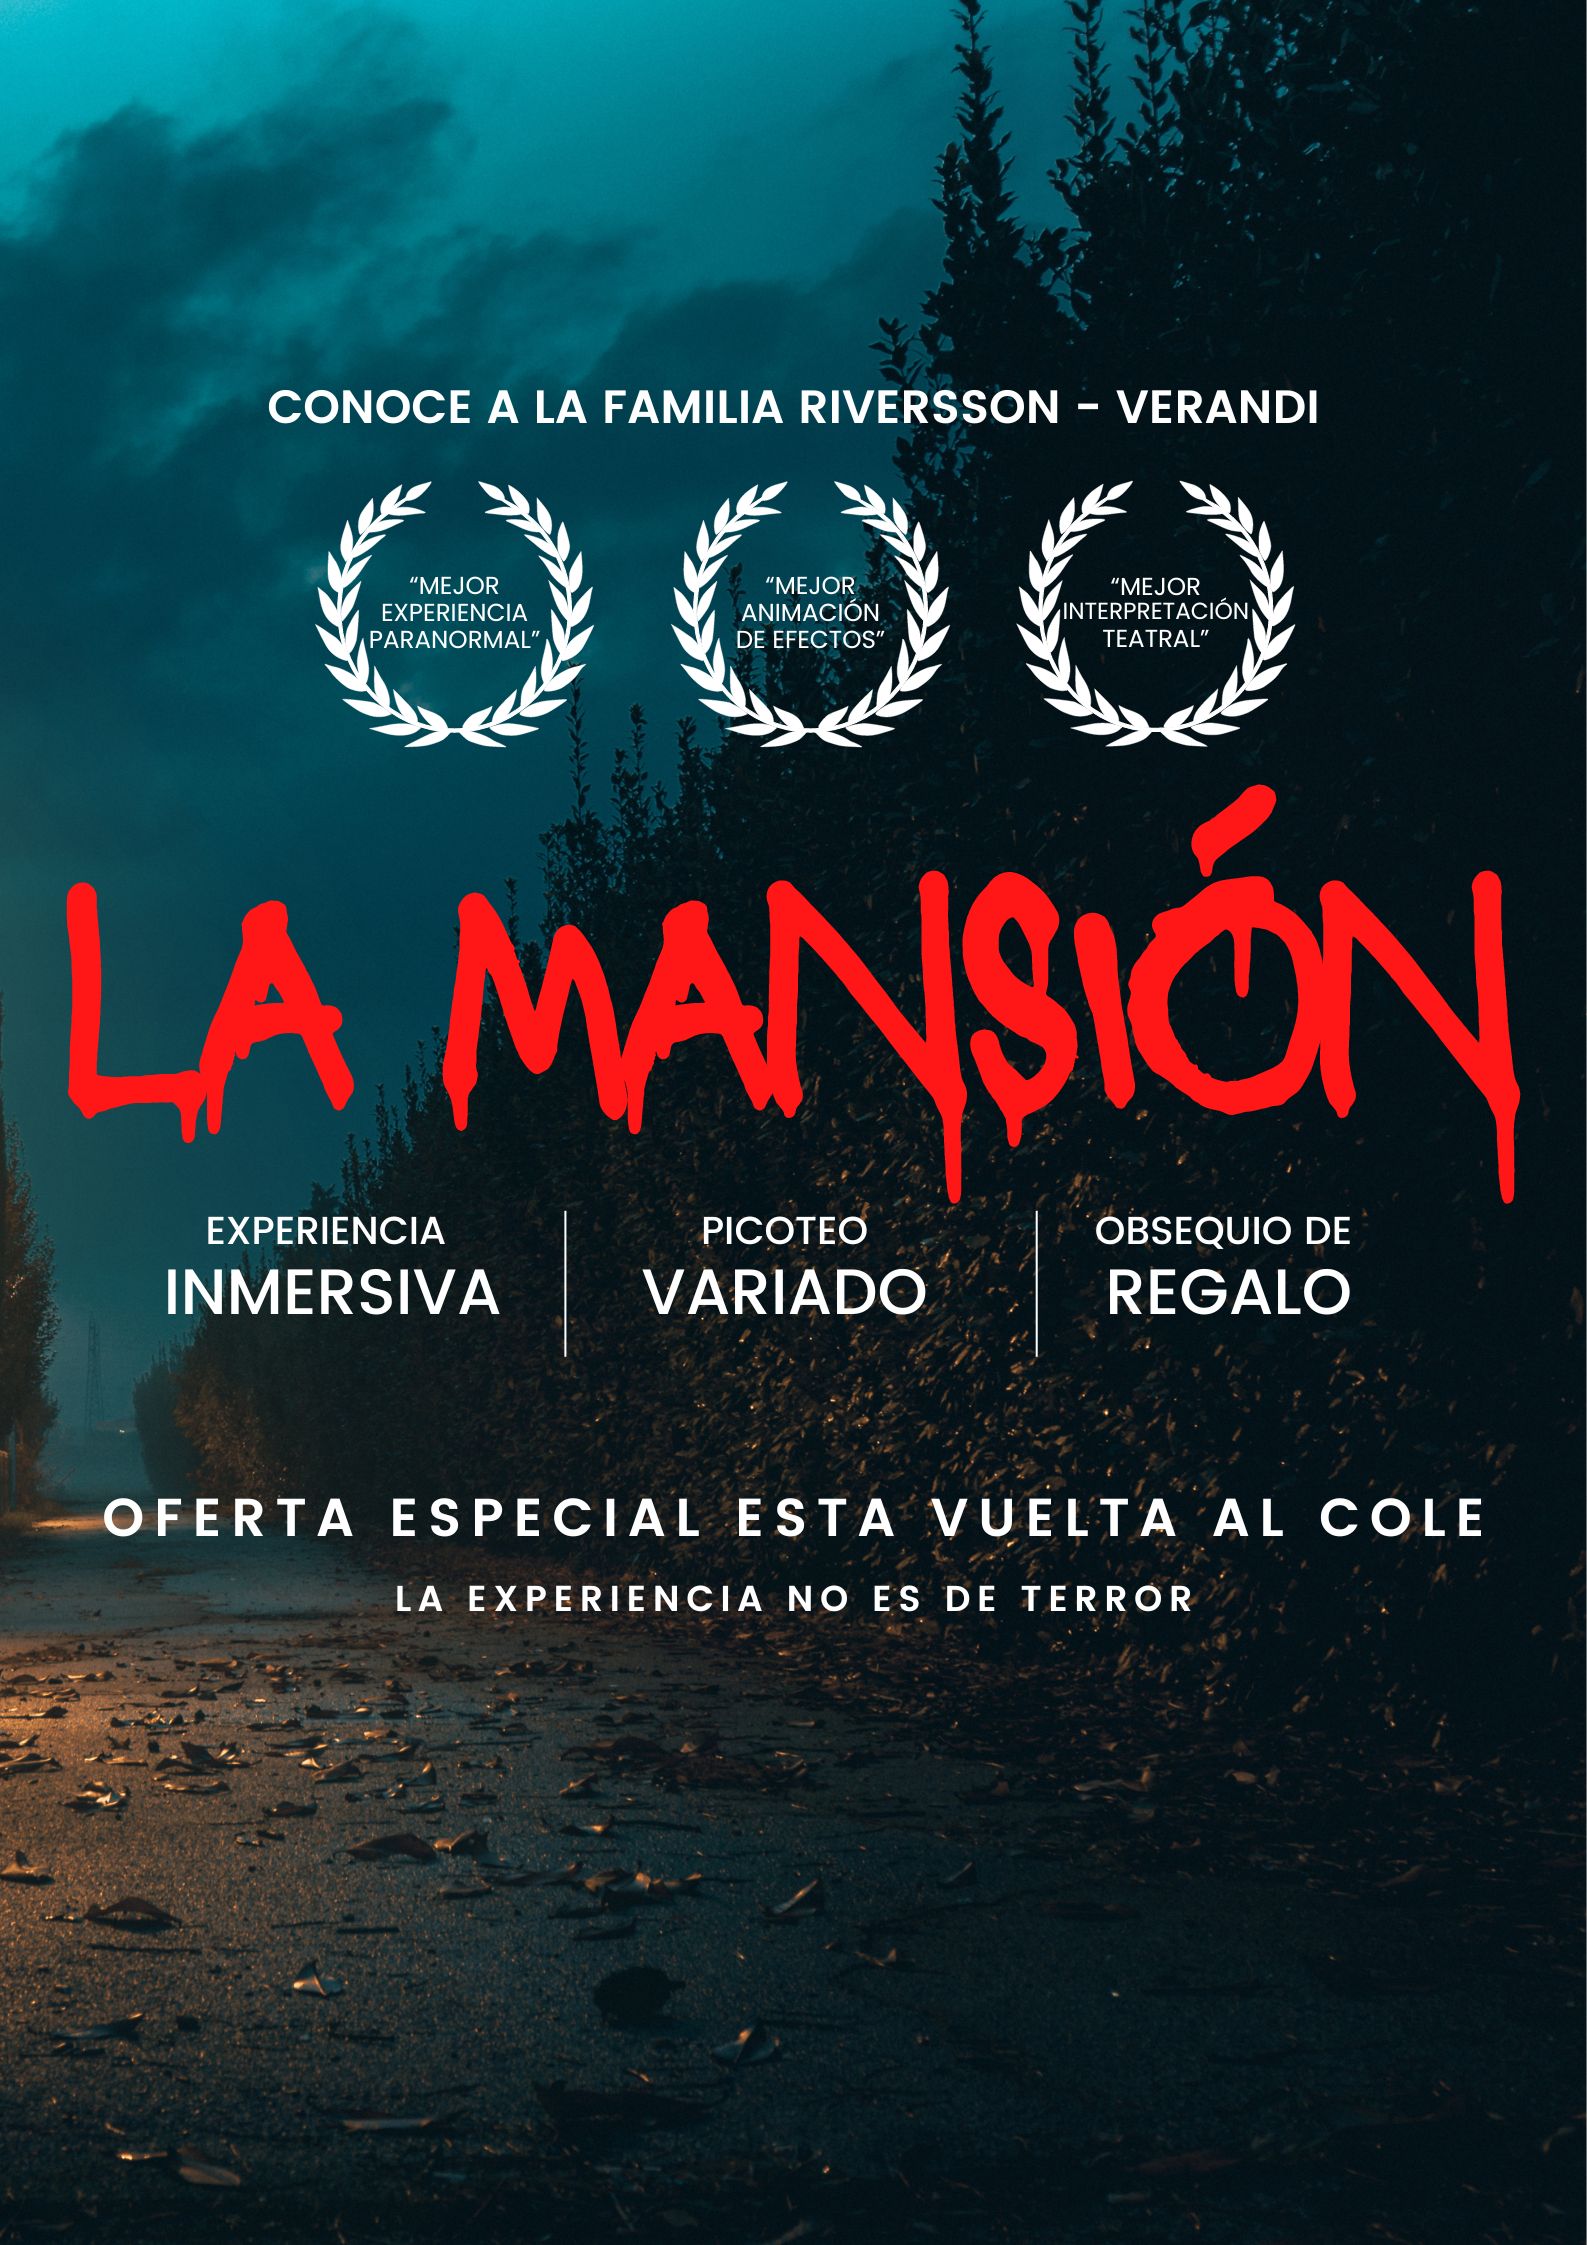 CONOCE A LA FAMILIA RIVERSSON - VERANDI
“MEJOR
EXPERIENCIA
PARANORMAL”
“MEJOR
ANIMACIÓN
DE EFECTOS”
“MEJOR
INTERPRETACIÓN
TEATRAL”
LA MANSIÓN
EXPERIENCIA
INMERSIVA
PICOTEO
VARIADO
OBSEQUIO DE
REGALO
OFERTA ESPECIAL ESTA VUELTA AL COLE
LA EXPERIENCIA NO ES DE TERROR